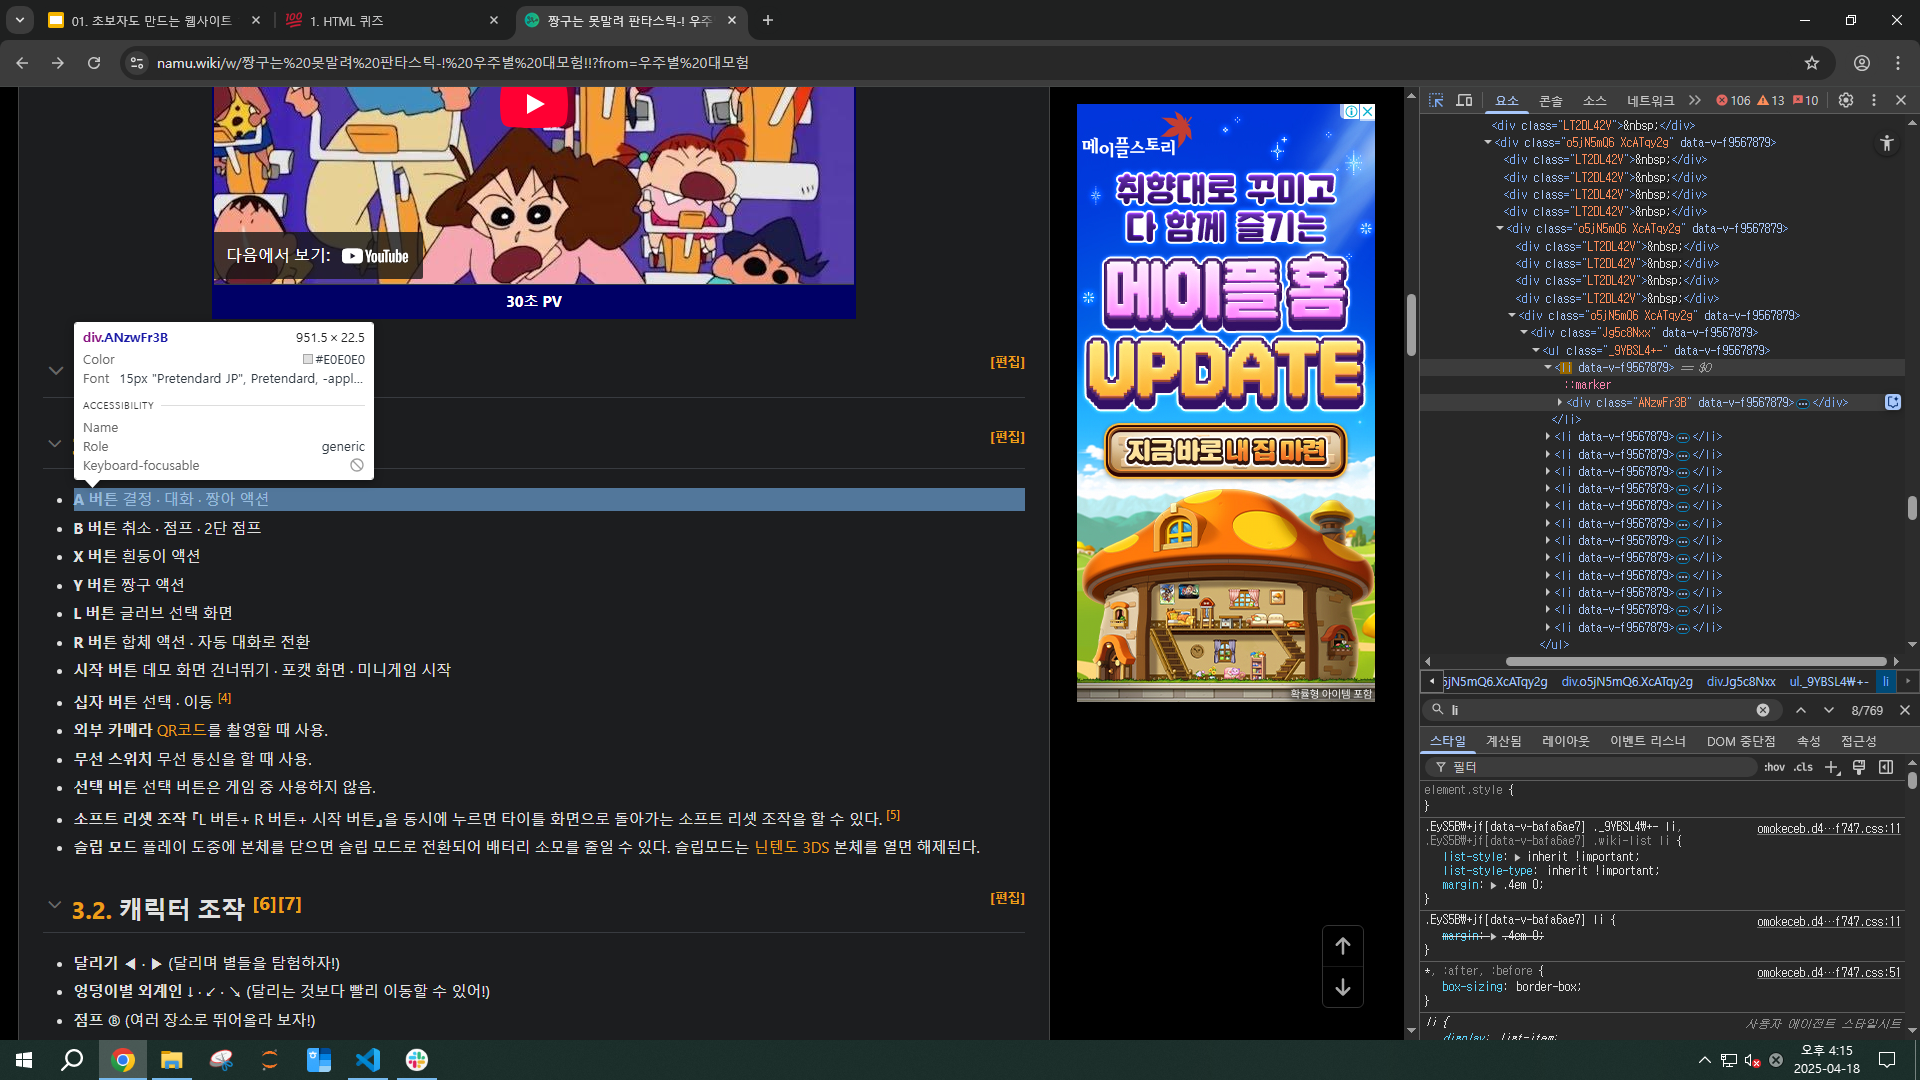 01. 초보자도 만드는 웹사이트
1. HTML 퀴즈
짱구는 못말려 판타스틱-! 우주
namu.wiki/w/짱구는%20못말려%20판타스틱-!%20우주별%20대모험!!?from=우주별%20대모험
다음에서 보기: YouTube
30초 PV
div.ANzwFr3B 951.5 × 22.5
Color #E0E0E0
Font 15px "Pretendard JP", Pretendard, -appl...
ACCESSIBILITY
Name
Role generic
Keyboard-focusable
[편집]
[편집]
A 버튼 결정 · 대화 · 짱아 액션
B 버튼 취소 · 점프 · 2단 점프
X 버튼 흰둥이 액션
Y 버튼 짱구 액션
L 버튼 글러브 선택 화면
R 버튼 합체 액션 · 자동 대화로 전환
시작 버튼 데모 화면 건너뛰기 · 포캣 화면 · 미니게임 시작
십자 버튼 선택 · 이동 [4]
외부 카메라 QR코드를 촬영할 때 사용.
무선 스위치 무선 통신을 할 때 사용.
선택 버튼 선택 버튼은 게임 중 사용하지 않음.
소프트 리셋 조작 『L 버튼+ R 버튼+ 시작 버튼』을 동시에 누르면 타이틀 화면으로 돌아가는 소프트 리셋 조작을 할 수 있다. [5]
슬립 모드 플레이 도중에 본체를 닫으면 슬립 모드로 전환되어 배터리 소모를 줄일 수 있다. 슬립모드는 닌텐도 3DS 본체를 열면 해제된다.
3.2. 캐릭터 조작 [6][7]
[편집]
달리기 ◀ · ▶ (달리며 별들을 탐험하자!)
엉덩이별 외계인 ↓ · ↙ · ↘ (달리는 것보다 빨리 이동할 수 있어!)
점프 Ⓑ (여러 장소로 뛰어올라 보자!)
메이플스토리
취향대로 꾸미고
다 함께 즐기는
메이플 홈
UPDATE
지금 바로 내 집 마련
확률형 아이템 포함
요소 콘솔 소스 네트워크 106 13 10
<div class="LT2DL42V">&nbsp;</div>
<div class="o5jN5mQ6 XcATqy2g" data-v-f9567879>
<div class="LT2DL42V">&nbsp;</div>
<div class="LT2DL42V">&nbsp;</div>
<div class="LT2DL42V">&nbsp;</div>
<div class="LT2DL42V">&nbsp;</div>
<div class="o5jN5mQ6 XcATqy2g" data-v-f9567879>
<div class="LT2DL42V">&nbsp;</div>
<div class="LT2DL42V">&nbsp;</div>
<div class="LT2DL42V">&nbsp;</div>
<div class="LT2DL42V">&nbsp;</div>
<div class="o5jN5mQ6 XcATqy2g" data-v-f9567879>
<div class="Jg5c8Nxx" data-v-f9567879>
<ul class="_9YBSL4+-" data-v-f9567879>
<li data-v-f9567879> == $0
::marker
<div class="ANzwFr3B" data-v-f9567879>…</div>
</li>
<li data-v-f9567879>…</li>
<li data-v-f9567879>…</li>
<li data-v-f9567879>…</li>
<li data-v-f9567879>…</li>
<li data-v-f9567879>…</li>
<li data-v-f9567879>…</li>
<li data-v-f9567879>…</li>
<li data-v-f9567879>…</li>
<li data-v-f9567879>…</li>
<li data-v-f9567879>…</li>
<li data-v-f9567879>…</li>
<li data-v-f9567879>…</li>
</ul>
5jN5mQ6.XcATqy2g div.o5jN5mQ6.XcATqy2g div.Jg5c8Nxx ul._9YBSL4₩+- li
li 8/769
스타일 계산됨 레이아웃 이벤트 리스너 DOM 중단점 속성 접근성
필터 :hov .cls
element.style {
}
.EyS5B₩+jf[data-v-bafa6ae7] ._9YBSL4₩+- li, omokeceb.d4…f747.css:11
.EyS5B₩+jf[data-v-bafa6ae7] .wiki-list li {
list-style: ▶ inherit !important;
list-style-type: inherit !important;
margin: ▶ .4em 0;
}
.EyS5B₩+jf[data-v-bafa6ae7] li { omokeceb.d4…f747.css:11
margin: ▶ .4em 0;
}
*, :after, :before { omokeceb.d4…f747.css:51
box-sizing: border-box;
}
li { 사용자 에이전트 스타일시트
display: list-item;
오후 4:15
2025-04-18